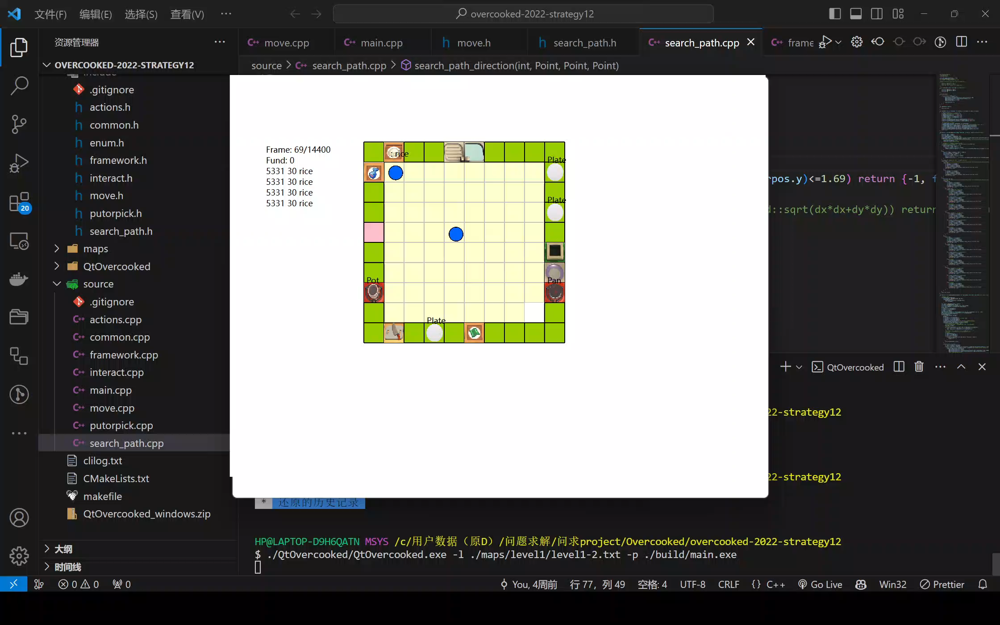 文件(F) 编辑(E) 选择(S) 查看(V) ···
overcooked-2022-strategy12
资源管理器
move.cpp
main.cpp
move.h
search_path.h
search_path.cpp
frame
OVERCOOKED-2022-STRATEGY12
source > search_path.cpp > search_path_direction(int, Point, Point, Point)
.gitignore
actions.h
common.h
enum.h
framework.h
interact.h
move.h
putorpick.h
search_path.h
maps
QtOvercooked
source
.gitignore
actions.cpp
common.cpp
framework.cpp
interact.cpp
main.cpp
move.cpp
putorpick.cpp
search_path.cpp
clilog.txt
CMakeLists.txt
makefile
QtOvercooked_windows.zip
大纲
时间线
20
Frame: 69/14400
Fund: 0
5331 30 rice
5331 30 rice
5331 30 rice
5331 30 rice
: rice
Plate
Plate
Pot
Pan
Plate
rpos.y)<=1.69) return {-1, f
d::sqrt(dx*dx+dy*dy)) return
QtOvercooked
22-strategy12
22-strategy12
* 还原的历史记录
HP@LAPTOP-D9H6QATN MSYS /c/用户数据（原D）/问题求解/问求project/Overcooked/overcooked-2022-strategy12
$ ./QtOvercooked/QtOvercooked.exe -l ./maps/level1/level1-2.txt -p ./build/main.exe
0 0 0
You, 4周前 行 77，列 49 空格: 4 UTF-8 CRLF {} C++ Go Live Win32 Prettier